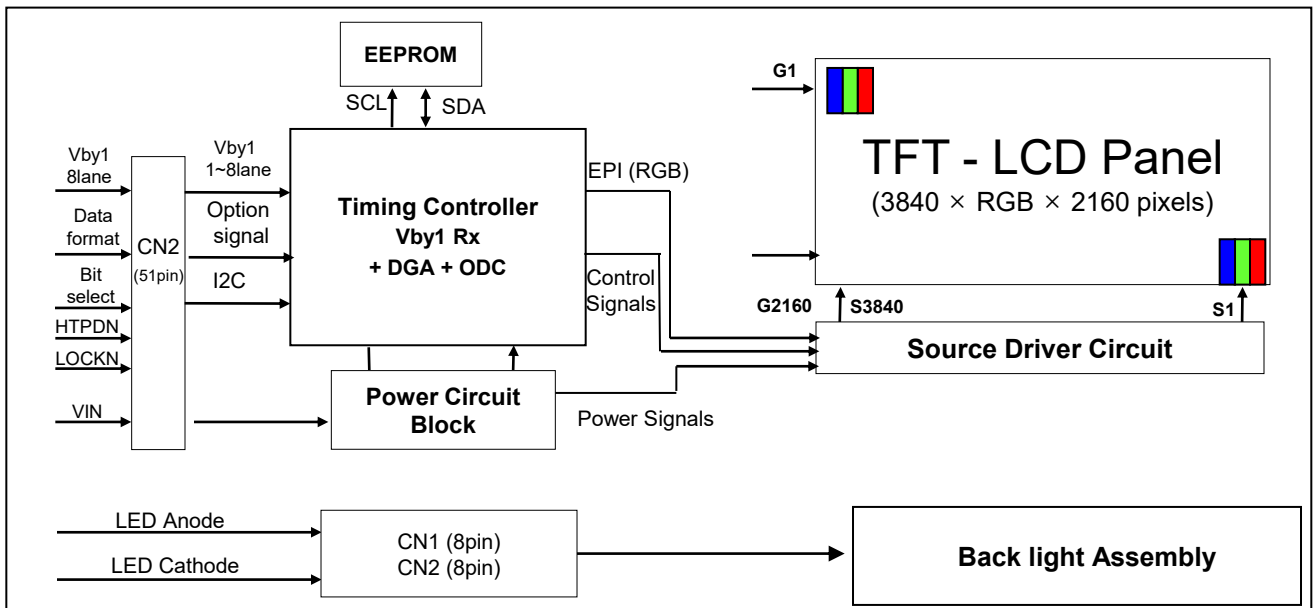 EEPROM
SCL
SDA
Vby1
8lane
Data
format
Bit
select
HTPDN
LOCKN
VIN
CN2
(51pin)
Vby1
1~8lane
Option
signal
I2C
Timing Controller
Vby1 Rx
+ DGA + ODC
EPI (RGB)
Control
Signals
Power Circuit
Block
Power Signals
G1
TFT - LCD Panel
(3840 × RGB × 2160 pixels)
G2160
S3840
S1
Source Driver Circuit
LED Anode
LED Cathode
CN1 (8pin)
CN2 (8pin)
Back light Assembly